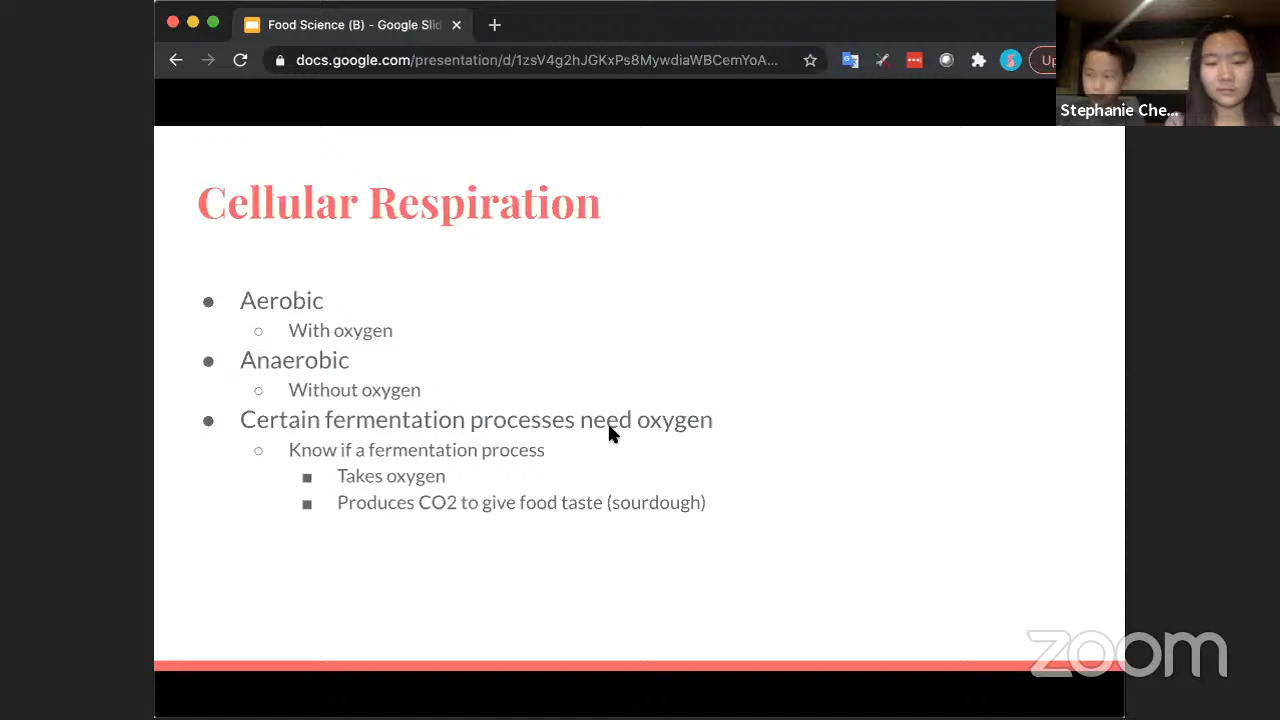 Food Science (B) - Google Slid
docs.google.com/presentation/d/1zsV4g2hJGKxPs8MywdiaWBCemYoA...
Up
Stephanie Che...
Cellular Respiration
● Aerobic
○ With oxygen
● Anaerobic
○ Without oxygen
● Certain fermentation processes need oxygen
○ Know if a fermentation process
■ Takes oxygen
■ Produces CO2 to give food taste (sourdough)
zoom